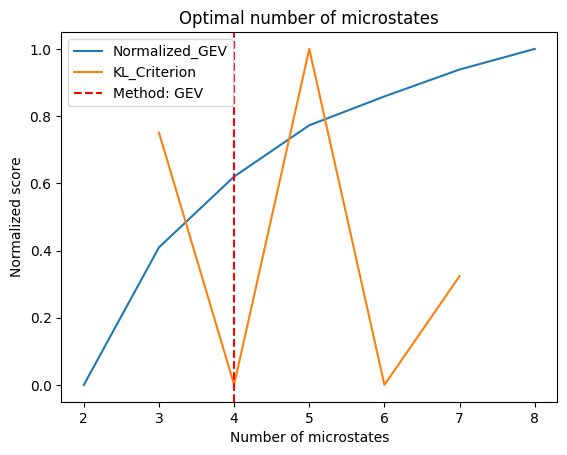 Optimal number of microstates
Normalized_GEV
KL_Criterion
Method: GEV
Normalized score
1.0
0.8
0.6
0.4
0.2
0.0
2 3 4 5 6 7 8
Number of microstates